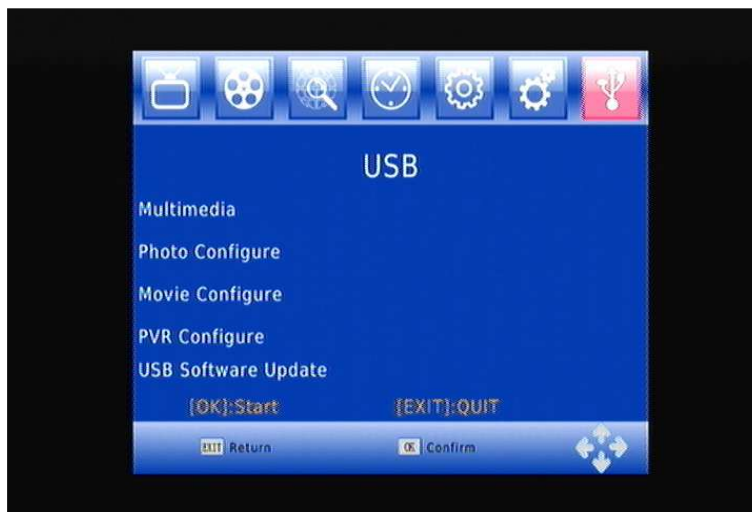 USB
Multimedia
Photo Configure
Movie Configure
PVR Configure
USB Software Update
[OK]:Start [EXIT]:QUIT
EXIT Return OK Confirm